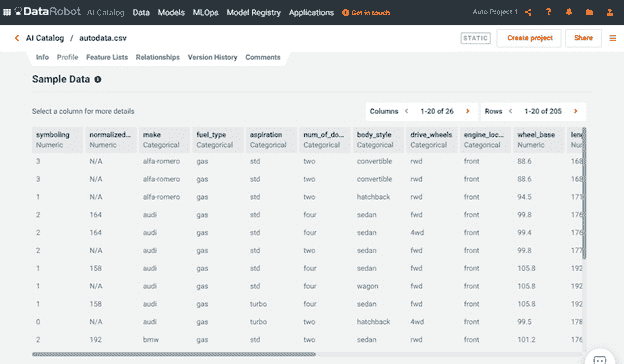 DataRobot AI Catalog Data Models MLOps Model Registry Applications Get in touch Auto Project 1 ?
AI Catalog / autodata.csv STATIC Create project Share
Info Profile Feature Lists Relationships Version History Comments
Sample Data
Select a column for more details Columns < 1-20 of 26 > Rows < 1-20 of 205 >
symboling normalized... make fuel_type aspiration num_of_do... body_style drive_wheels engine_loc... wheel_base
Numeric Numeric Categorical Categorical Categorical Categorical Categorical Categorical Categorical Numeric
3 N/A alfa-romero gas std two convertible rwd front 88.6 168
3 N/A alfa-romero gas std two convertible rwd front 88.6 168
1 N/A alfa-romero gas std two hatchback rwd front 94.5 171
2 164 audi gas std four sedan fwd front 99.8 176
2 164 audi gas std four sedan 4wd front 99.4 176
2 N/A audi gas std two sedan fwd front 99.8 177
1 158 audi gas std four sedan fwd front 105.8 192
1 N/A audi gas std four wagon fwd front 105.8 192
1 158 audi gas turbo four sedan fwd front 105.8 192
0 N/A audi gas turbo two hatchback 4wd front 99.5 178
2 192 bmw gas std two sedan rwd front 101.2 176